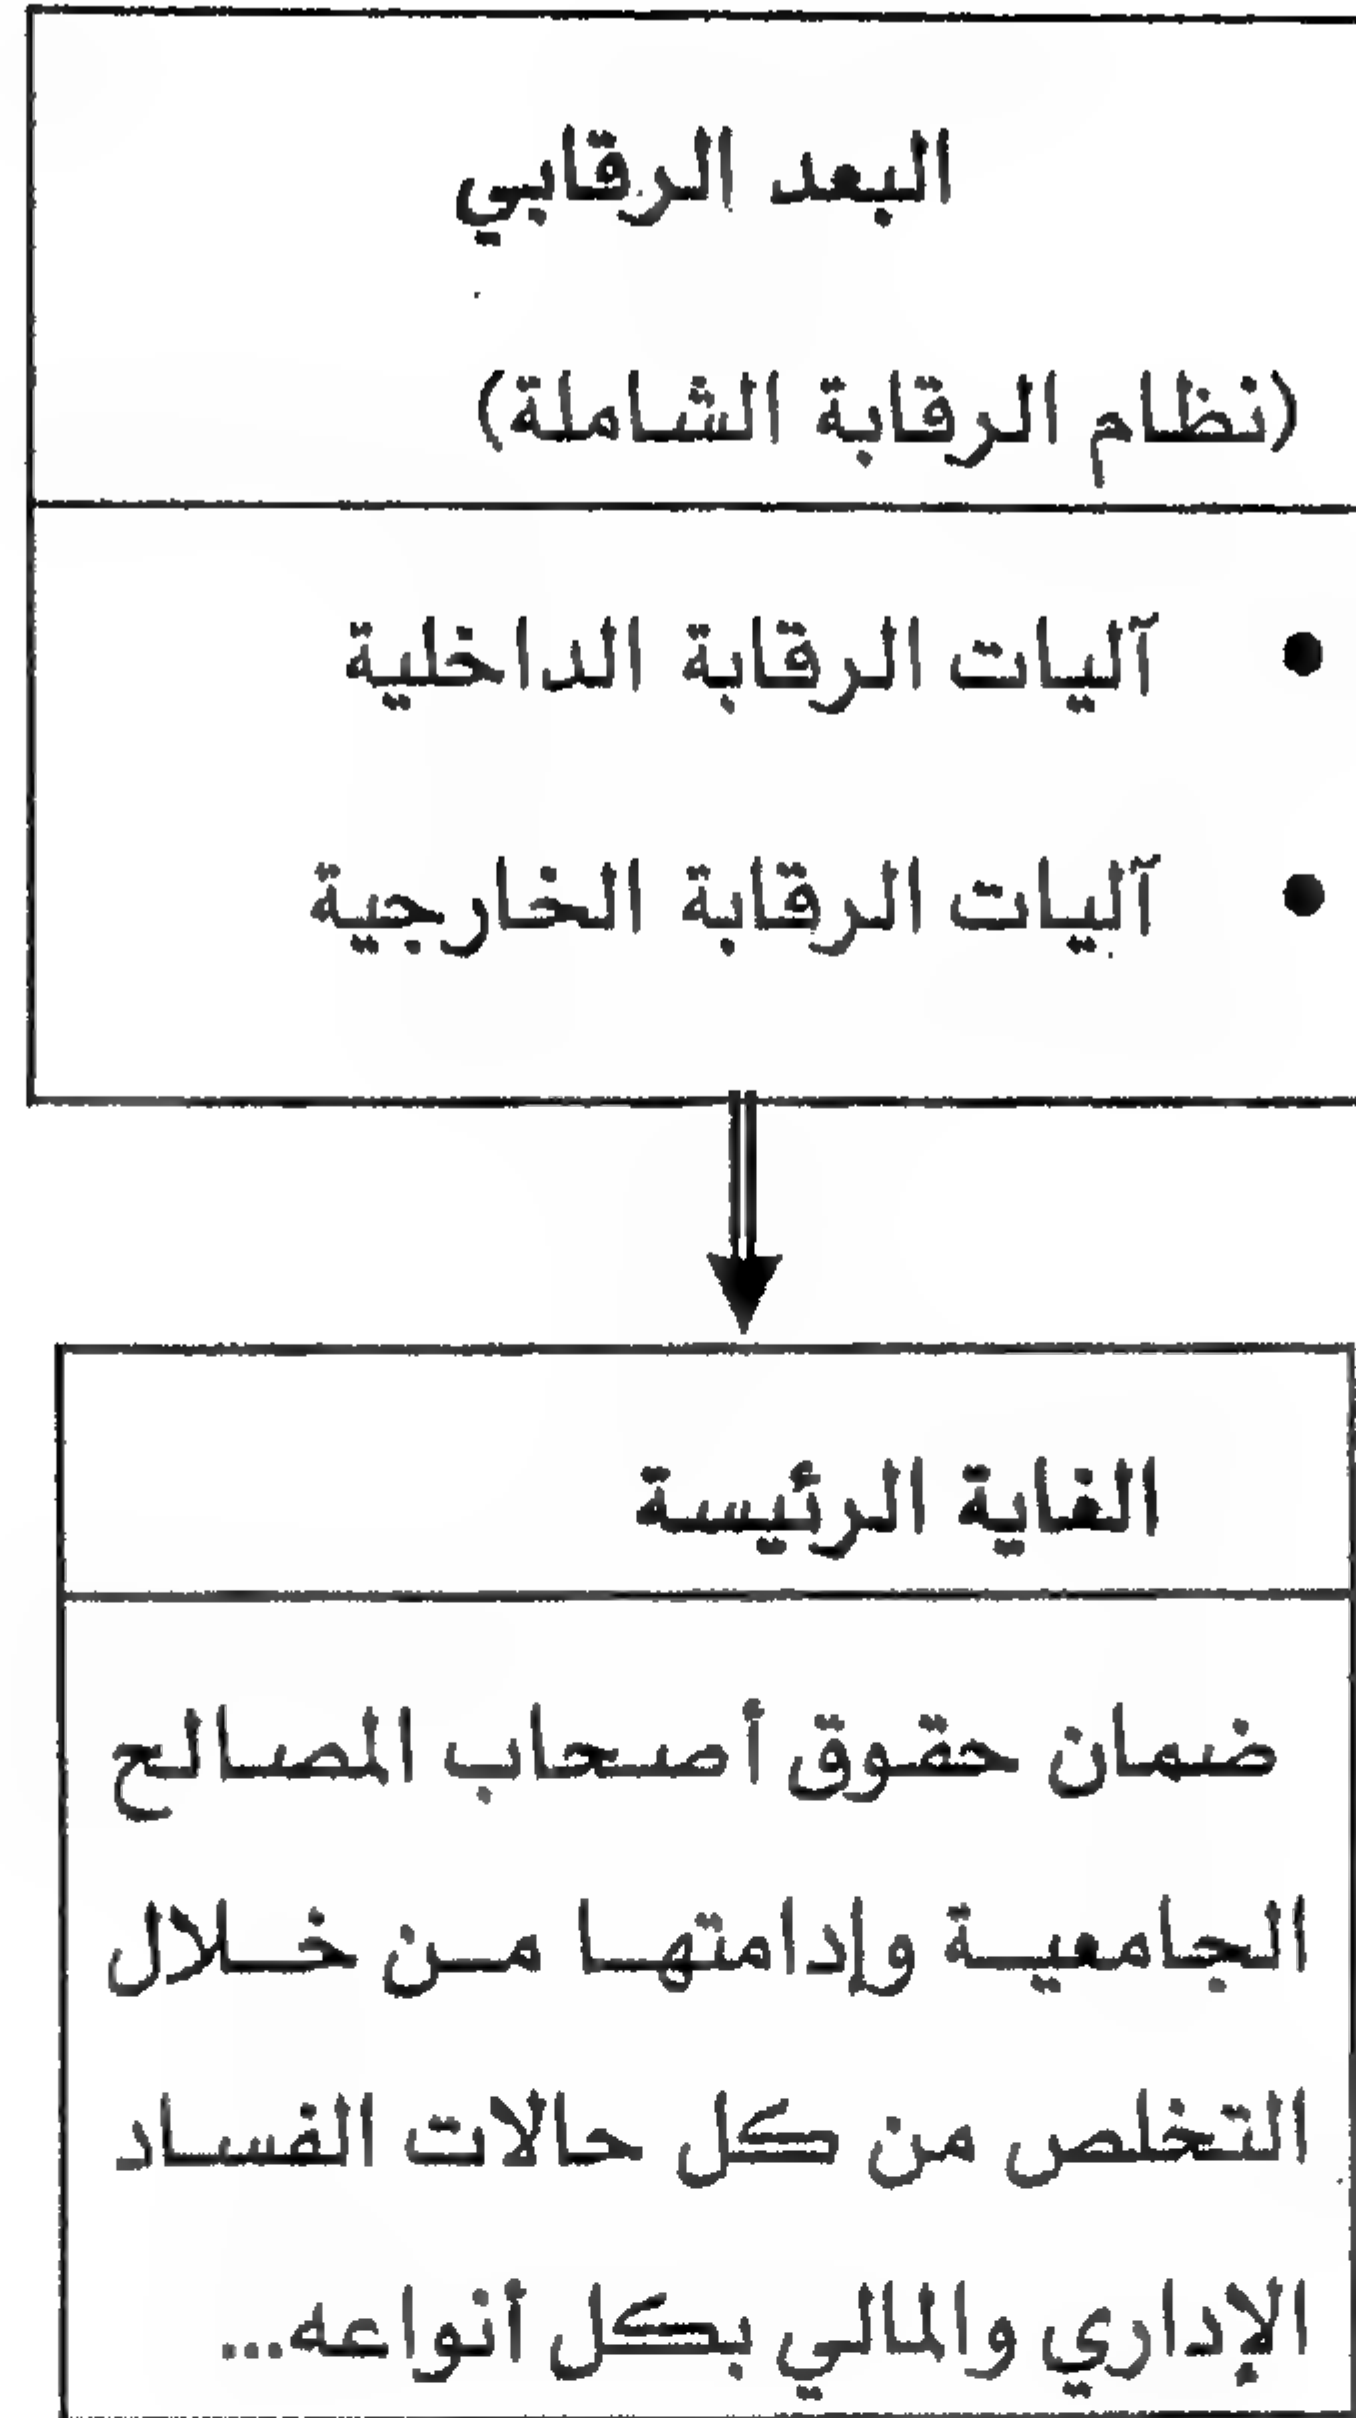 البعد الرقابي
(نظام الرقابة الشاملة)
• آليات الرقابة الداخلية
• آليات الرقابة الخارجية
الغاية الرئيسة
ضمان حقوق أصحاب المصالح
الجامعية وإدامتها من خلال
التخلص من كل حالات الفساد
الإداري والمالي بكل أنواعه...